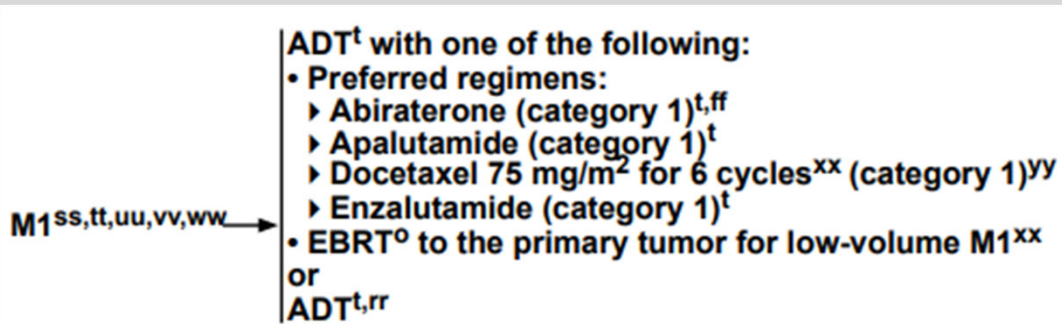 ADTᵗ with one of the following:
• Preferred regimens:
▸ Abiraterone (category 1)ᵗ,ᶠᶠ
▸ Apalutamide (category 1)ᵗ
▸ Docetaxel 75 mg/m² for 6 cyclesˣˣ (category 1)ʸʸ
▸ Enzalutamide (category 1)ᵗ
M1ˢˢ,ᵗᵗ,ᵘᵘ,ᵛᵛ,ʷʷ
• EBRTᵒ to the primary tumor for low-volume M1ˣˣ
or
ADTᵗ,ʳʳ